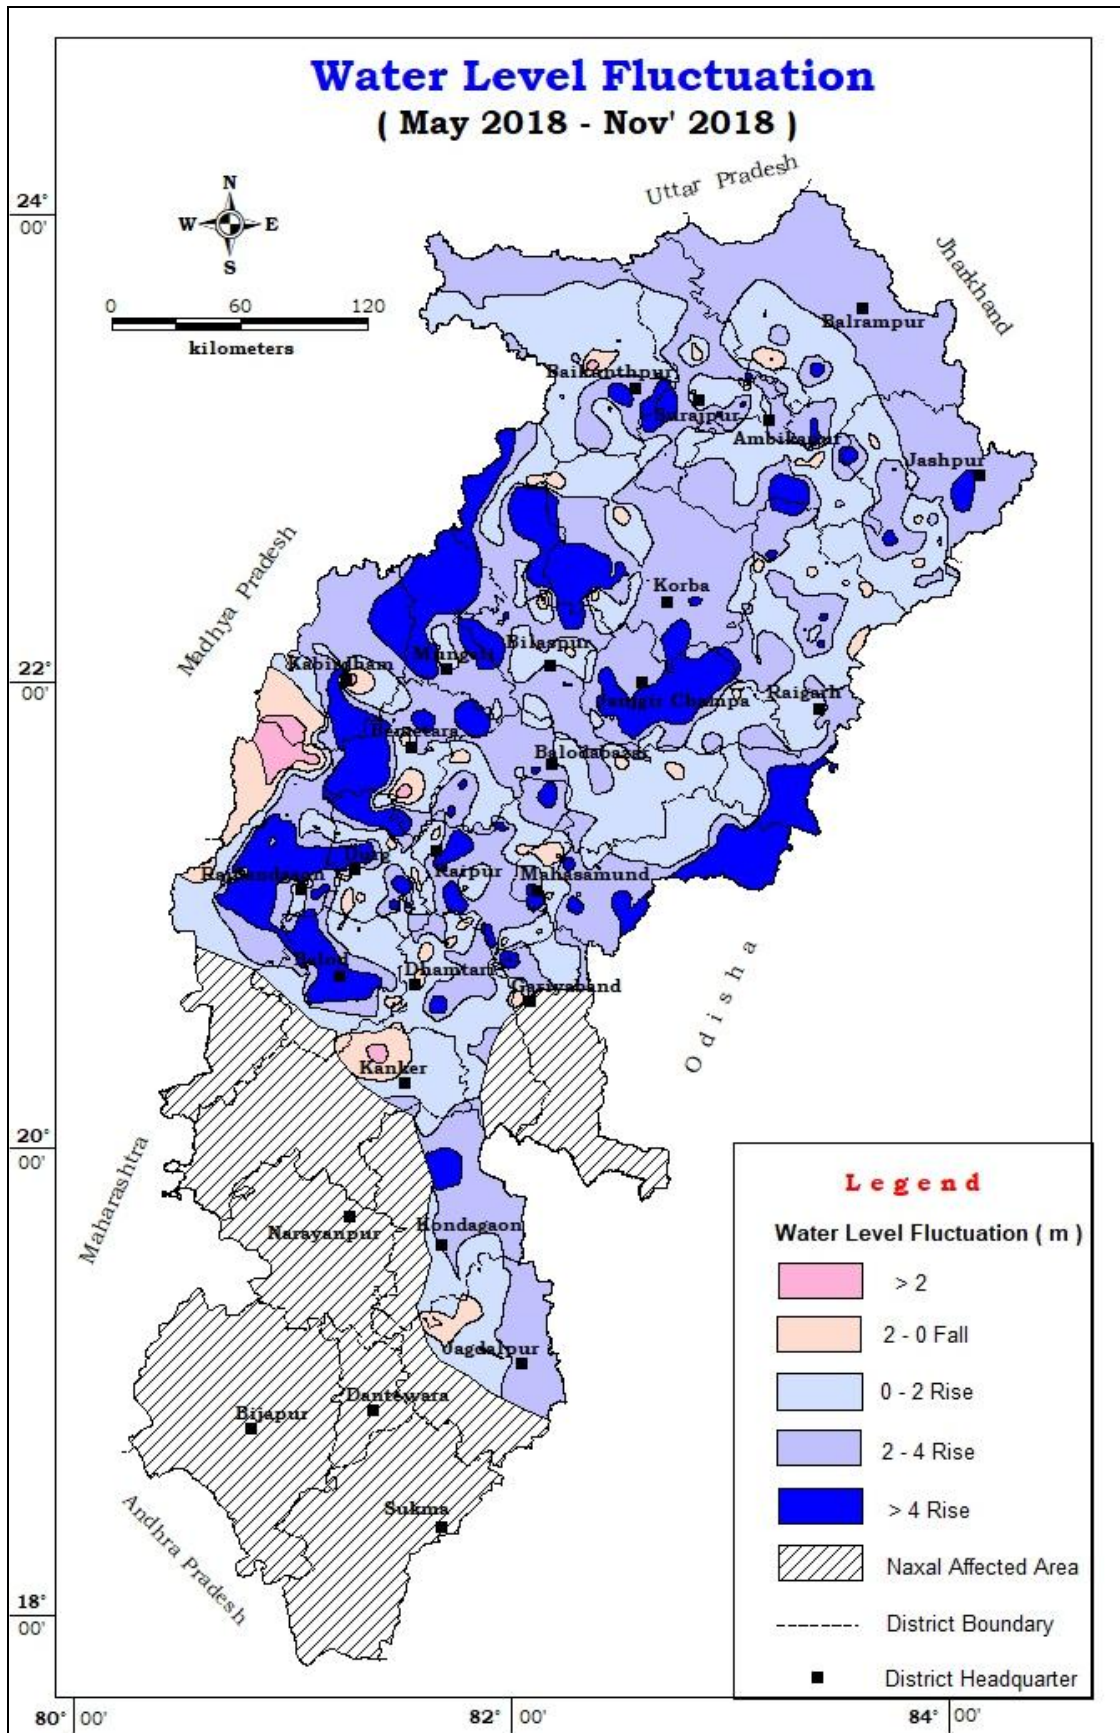 Water Level Fluctuation
( May 2018 - Nov' 2018 )
Uttar Pradesh
N
W E
S
24°
00'
Jharkhand
0 60 120
kilometers
Balrampur
Baikanthpur
Surajpur
Ambikapur
Jashpur
Madhya Pradesh
Korba
Bilaspur
Mungeli
Kabirdham
22°
00'
Janjgir Champa
Raigarh
Bemetara
Balodabazar
Durg
Rajnandgaon
Raipur
Mahasamund
Balod
Dhamtari
Gariyaband
Odisha
Kanker
20°
00'
Maharashtra
Narayanpur
Kondagaon
Jagdalpur
Dantewara
Bijapur
Sukma
Andhra Pradesh
18°
00'
Legend
Water Level Fluctuation ( m )
> 2
2 - 0 Fall
0 - 2 Rise
2 - 4 Rise
> 4 Rise
Naxal Affected Area
District Boundary
District Headquarter
80° 00' 82° 00' 84° 00'